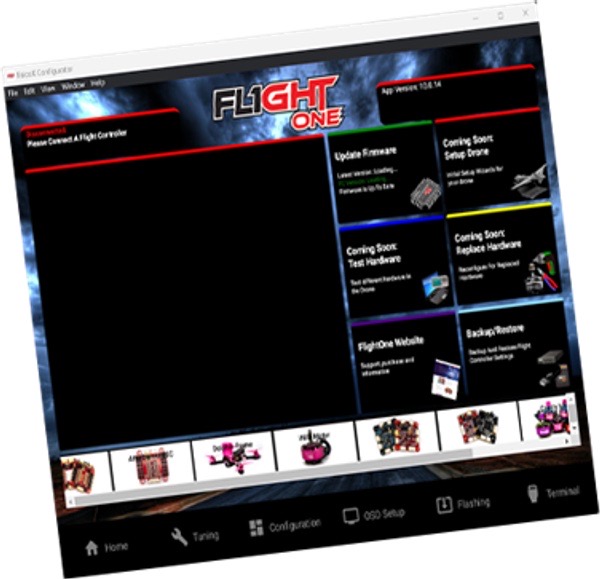 RaceX Configurator
File Edit View Window Help
FL1GHT
ONE
App Version: 10.6.14
Disconnected:
Please Connect A Flight Controller
Update Firmware
Latest Version: Loading...
Firmware Is Up To Date
Coming Soon:
Setup Drone
Initial Setup Wizards for
your Drone
Coming Soon:
Test Hardware
Test different hardware in
the Drone
Coming Soon:
Replace Hardware
Reconfigure For Replaced
Hardware
FlightOne Website
Support, purchase and
information
Backup/Restore
Backup And Restore Flight
Controller Settings
Home
Tuning
Configuration
OSD Setup
Flashing
Terminal